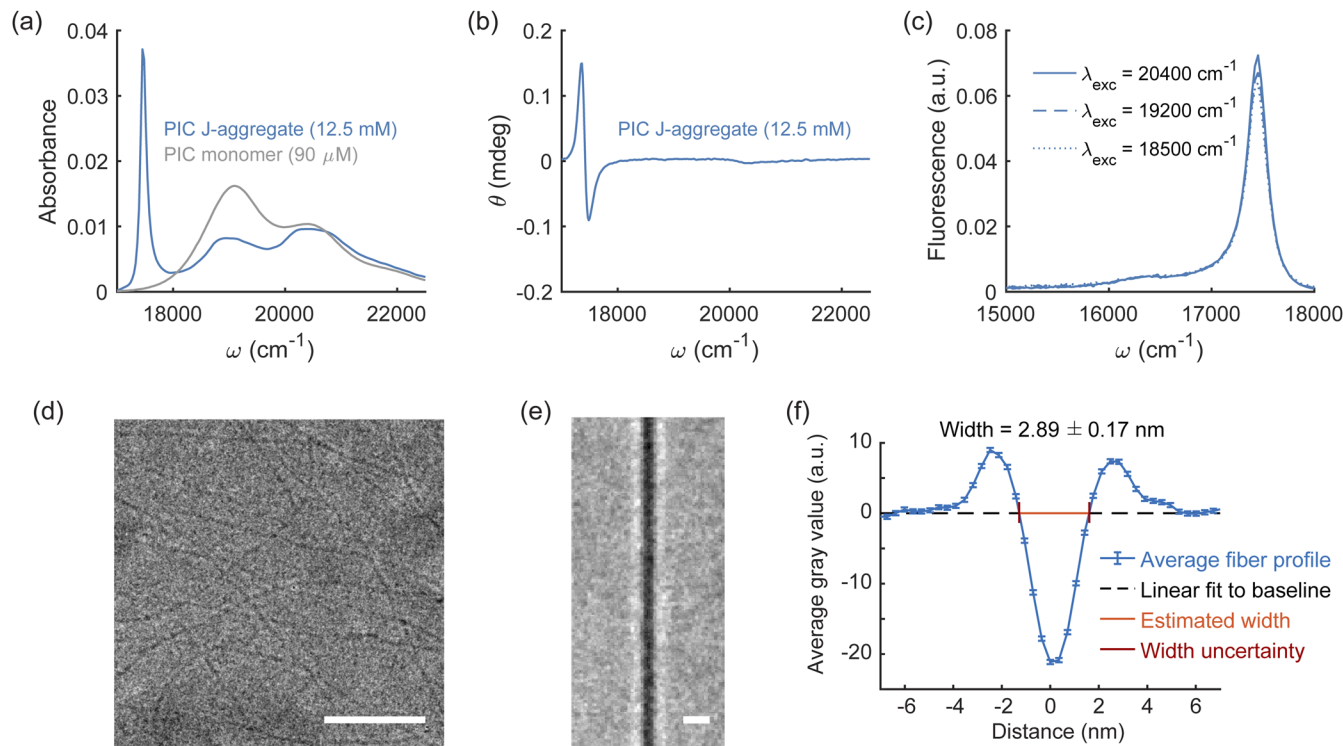 (a)
0.04
0.03
0.02
0.01
0
Absorbance
PIC J-aggregate (12.5 mM)
PIC monomer (90 μM)
18000 20000 22000
ω (cm⁻¹)
(b)
0.2
0.1
0
-0.1
-0.2
θ (mdeg)
PIC J-aggregate (12.5 mM)
18000 20000 22000
ω (cm⁻¹)
(c)
0.08
0.04
0
Fluorescence (a.u.)
λexc = 20400 cm⁻¹
λexc = 19200 cm⁻¹
λexc = 18500 cm⁻¹
15000 16000 17000 18000
ω (cm⁻¹)
(d)
(e)
(f)
Width = 2.89 ± 0.17 nm
10
0
-10
-20
Average gray value (a.u.)
Average fiber profile
Linear fit to baseline
Estimated width
Width uncertainty
-6 -4 -2 0 2 4 6
Distance (nm)